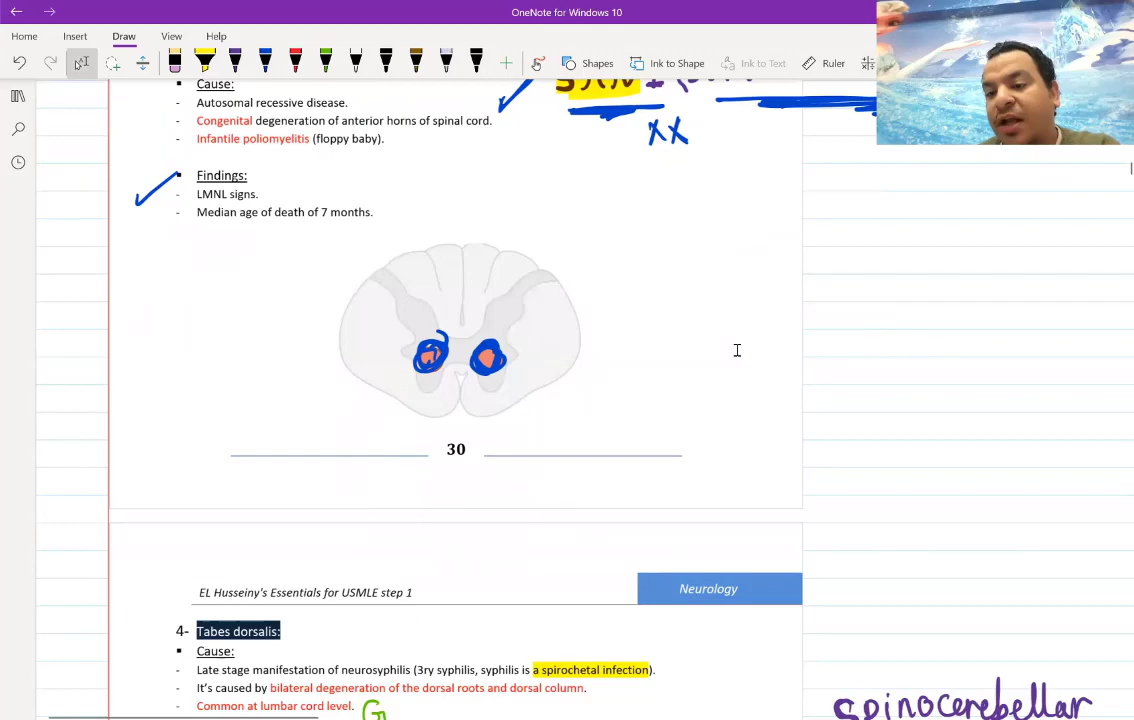 OneNote for Windows 10
Home Insert Draw View Help
Shapes Ink to Shape Ink to Text Ruler
Cause:
- Autosomal recessive disease.
- Congenital degeneration of anterior horns of spinal cord.
- Infantile poliomyelitis (floppy baby).
XX
Findings:
- LMNL signs.
- Median age of death of 7 months.
30
EL Husseiny's Essentials for USMLE step 1
Neurology
4- Tabes dorsalis:
Cause:
- Late stage manifestation of neurosyphilis (3ry syphilis, syphilis is a spirochetal infection).
- It's caused by bilateral degeneration of the dorsal roots and dorsal column.
- Common at lumbar cord level.
spinocerebellar